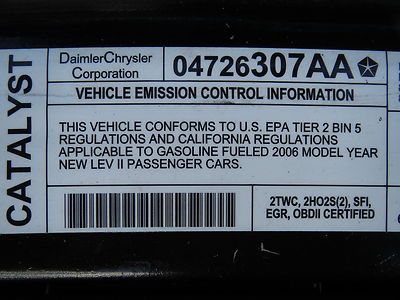 CATALYST
DaimlerChrysler
Corporation
04726307AA
VEHICLE EMISSION CONTROL INFORMATION
THIS VEHICLE CONFORMS TO U.S. EPA TIER 2 BIN 5
REGULATIONS AND CALIFORNIA REGULATIONS
APPLICABLE TO GASOLINE FUELED 2006 MODEL YEAR
NEW LEV II PASSENGER CARS.
2TWC, 2HO2S(2), SFI,
EGR, OBDII CERTIFIED